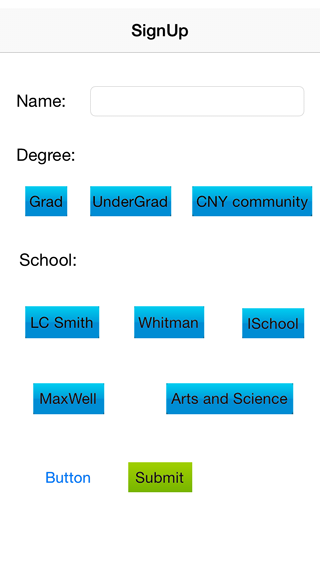 SignUp
Name:
Degree:
Grad UnderGrad CNY community
School:
LC Smith Whitman ISchool
MaxWell Arts and Science
Button Submit